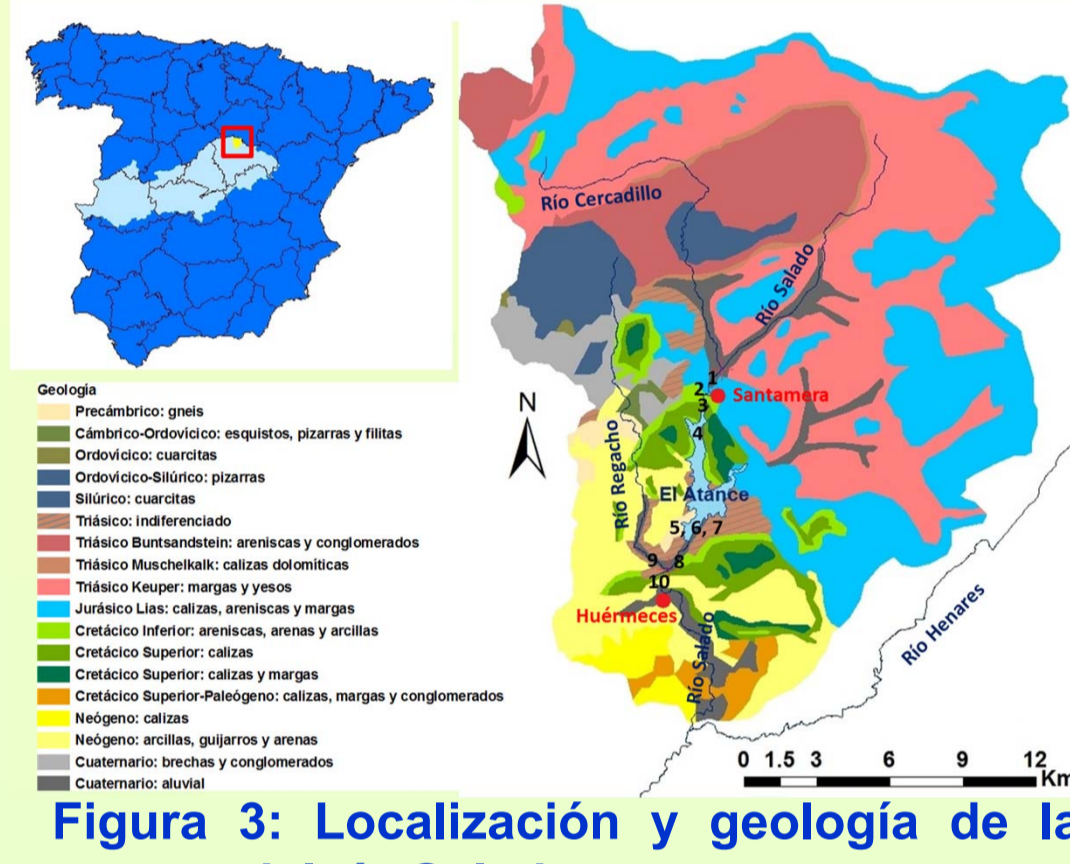 Río Cercadillo
Río Salado
N
1
2
Santamera
3
4
Río Regacho
El Atance
5, 6, 7
9 8
10
Huérmeces
Río Salado
Río Henares
0 1.5 3 6 9 12
Km
Geología
Precámbrico: gneis
Cámbrico-Ordovícico: esquistos, pizarras y filitas
Ordovícico: cuarcitas
Ordovícico-Silúrico: pizarras
Silúrico: cuarcitas
Triásico: indiferenciado
Triásico Buntsandstein: areniscas y conglomerados
Triásico Muschelkalk: calizas dolomíticas
Triásico Keuper: margas y yesos
Jurásico Lias: calizas, areniscas y margas
Cretácico Inferior: areniscas, arenas y arcillas
Cretácico Superior: calizas
Cretácico Superior: calizas y margas
Cretácico Superior-Paleógeno: calizas, margas y conglomerados
Neógeno: calizas
Neógeno: arcillas, guijarros y arenas
Cuaternario: brechas y conglomerados
Cuaternario: aluvial
Figura 3: Localización y geología de la